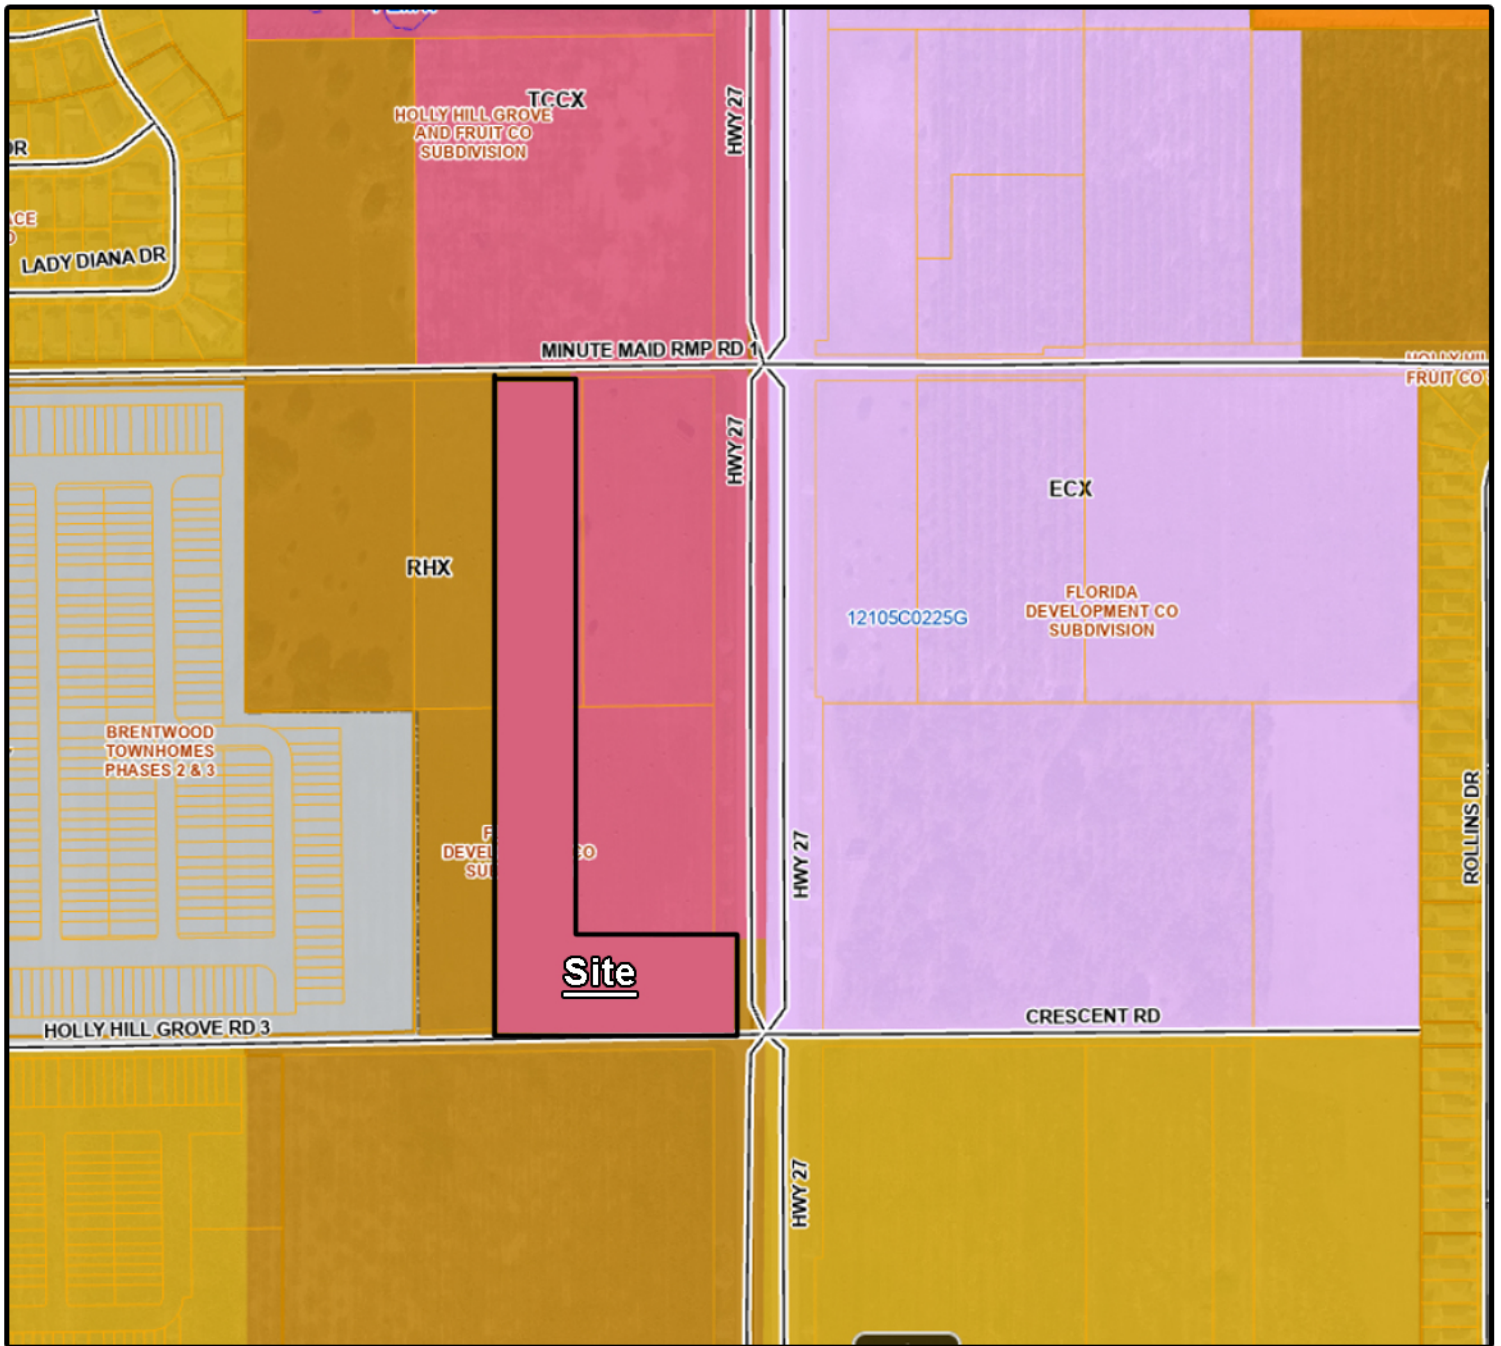 TCCX
HOLLY HILL GROVE
AND FRUIT CO
SUBDIVISION
HWY 27
LADY DIANA DR
MINUTE MAID RMP RD 1
FRUIT CO
HWY 27
ECX
RHX
FLORIDA
DEVELOPMENT CO
SUBDIVISION
12105C0225G
BRENTWOOD
TOWNHOMES
PHASES 2 & 3
HWY 27
ROLLINS DR
Site
CRESCENT RD
HOLLY HILL GROVE RD 3
HWY 27